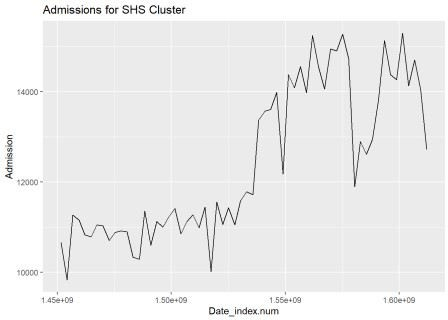 Admissions for SHS Cluster
Admission
14000
12000
10000
1.45e+09 1.50e+09 1.55e+09 1.60e+09
Date_index.num